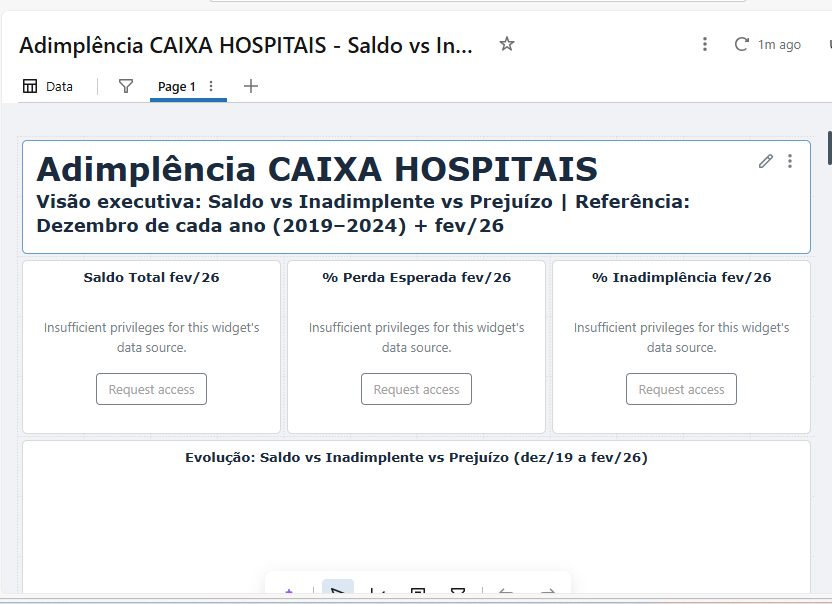 Adimplência CAIXA HOSPITAIS - Saldo vs In...
1m ago
Data
Page 1
Adimplência CAIXA HOSPITAIS
Visão executiva: Saldo vs Inadimplente vs Prejuízo | Referência:
Dezembro de cada ano (2019–2024) + fev/26
Saldo Total fev/26
Insufficient privileges for this widget's
data source.
Request access
% Perda Esperada fev/26
Insufficient privileges for this widget's
data source.
Request access
% Inadimplência fev/26
Insufficient privileges for this widget's
data source.
Request access
Evolução: Saldo vs Inadimplente vs Prejuízo (dez/19 a fev/26)